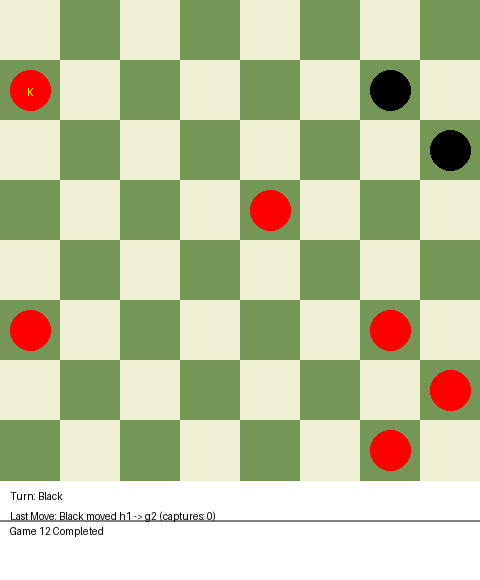 K
Turn: Black
Last Move: Black moved h1 -> g2 (captures: 0)
Game 12 Completed